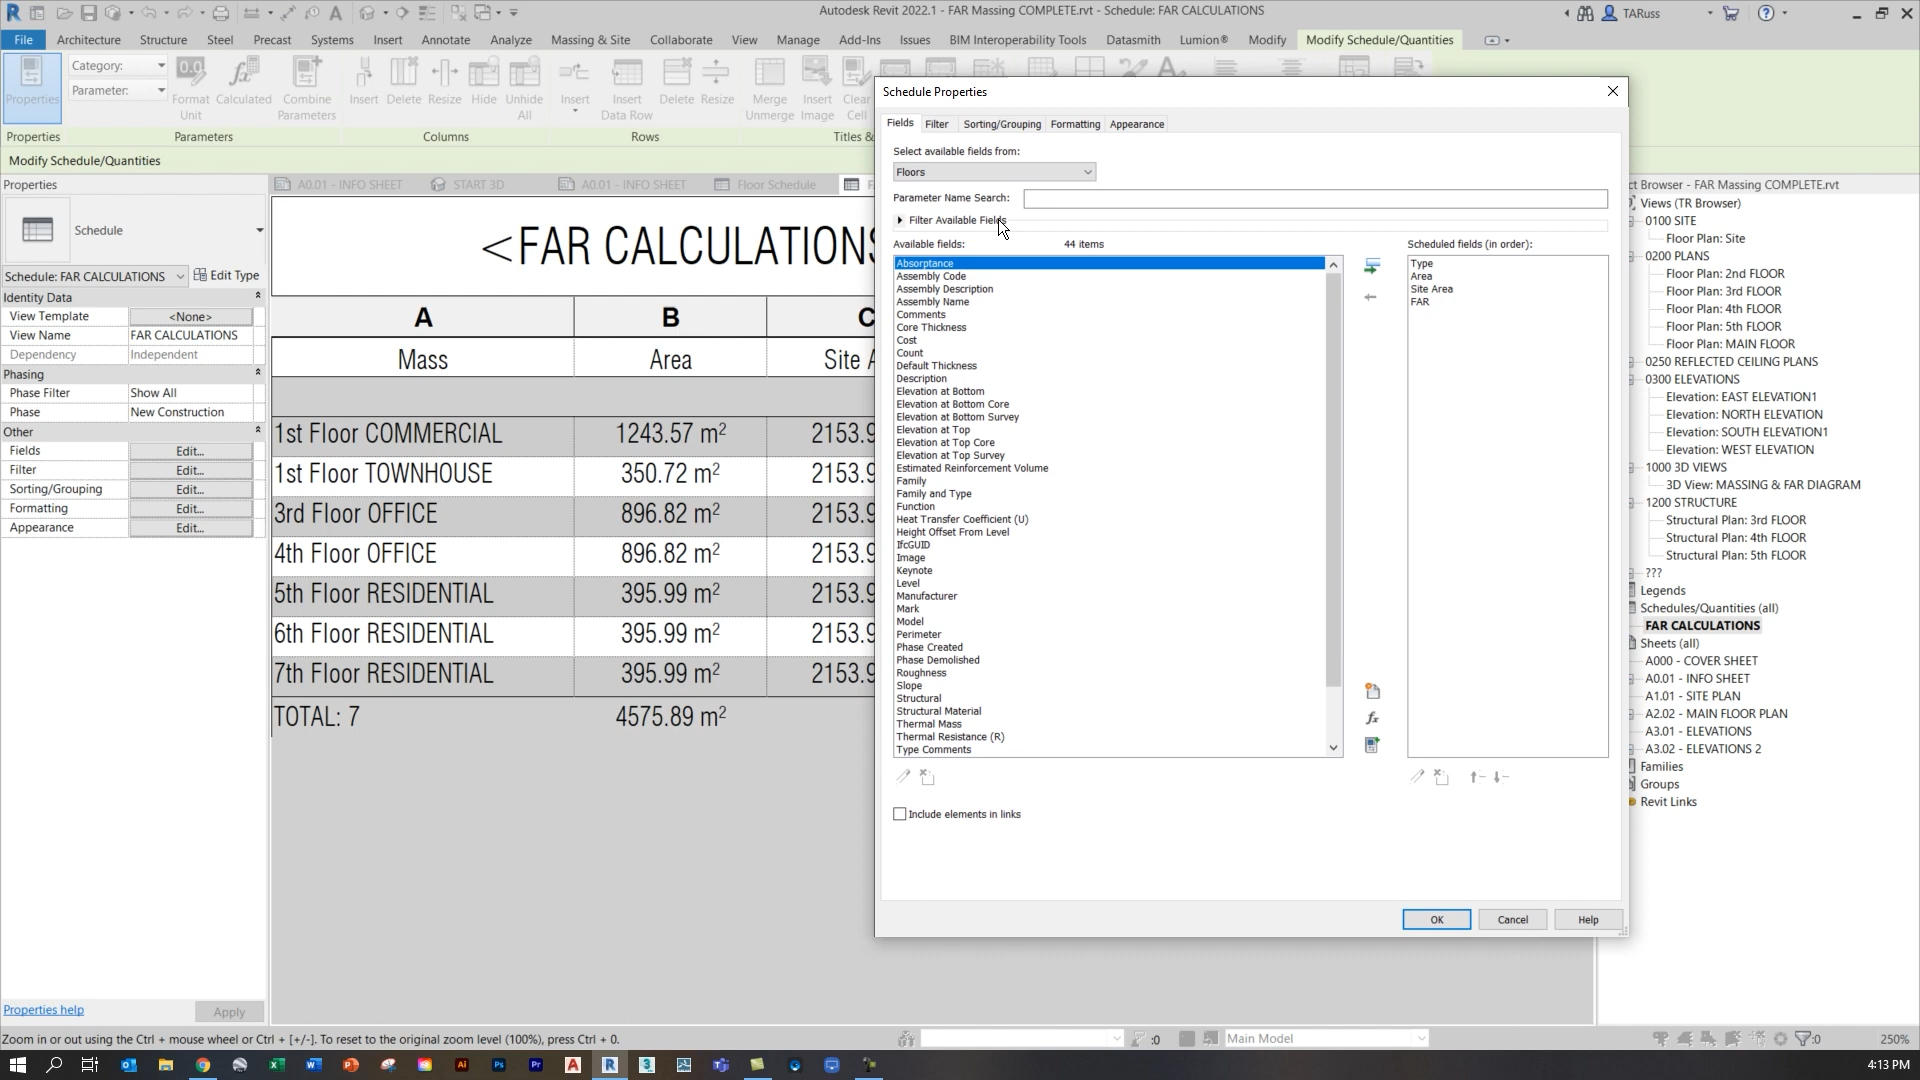 Autodesk Revit 2022.1 - FAR Massing COMPLETE.rvt - Schedule: FAR CALCULATIONS
TARuss
File Architecture Structure Steel Precast Systems Insert Annotate Analyze Massing & Site Collaborate View Manage Add-Ins Issues BIM Interoperability Tools Datasmith Lumion® Modify Modify Schedule/Quantities
Properties
Category:
Parameter:
Format Unit
Calculated
Combine Parameters
Insert Delete Resize Hide Unhide All
Insert
Insert Data Row
Delete Resize
Merge Unmerge
Insert Image
Clear Cell
Properties Parameters Columns Rows Titles &
Modify Schedule/Quantities
Properties
A0.01 - INFO SHEET START 3D A0.01 - INFO SHEET Floor Schedule F
Schedule
Schedule: FAR CALCULATIONS Edit Type
Identity Data
View Template <None>
View Name FAR CALCULATIONS
Dependency Independent
Phasing
Phase Filter Show All
Phase New Construction
Other
Fields Edit...
Filter Edit...
Sorting/Grouping Edit...
Formatting Edit...
Appearance Edit...
Properties help Apply
<FAR CALCULATIONS
A B C
Mass Area Site A
1st Floor COMMERCIAL 1243.57 m² 2153.9
1st Floor TOWNHOUSE 350.72 m² 2153.9
3rd Floor OFFICE 896.82 m² 2153.9
4th Floor OFFICE 896.82 m² 2153.9
5th Floor RESIDENTIAL 395.99 m² 2153.9
6th Floor RESIDENTIAL 395.99 m² 2153.9
7th Floor RESIDENTIAL 395.99 m² 2153.9
TOTAL: 7 4575.89 m²
Schedule Properties
Fields Filter Sorting/Grouping Formatting Appearance
Select available fields from:
Floors
Parameter Name Search:
Filter Available Fields
Available fields: 44 items
Absorptance
Assembly Code
Assembly Description
Assembly Name
Comments
Core Thickness
Cost
Count
Default Thickness
Description
Elevation at Bottom
Elevation at Bottom Core
Elevation at Bottom Survey
Elevation at Top
Elevation at Top Core
Elevation at Top Survey
Estimated Reinforcement Volume
Family
Family and Type
Function
Heat Transfer Coefficient (U)
Height Offset From Level
IfcGUID
Image
Keynote
Level
Manufacturer
Mark
Model
Perimeter
Phase Created
Phase Demolished
Roughness
Slope
Structural
Structural Material
Thermal Mass
Thermal Resistance (R)
Type Comments
Scheduled fields (in order):
Type
Area
Site Area
FAR
Include elements in links
OK Cancel Help
ct Browser - FAR Massing COMPLETE.rvt
Views (TR Browser)
0100 SITE
Floor Plan: Site
0200 PLANS
Floor Plan: 2nd FLOOR
Floor Plan: 3rd FLOOR
Floor Plan: 4th FLOOR
Floor Plan: 5th FLOOR
Floor Plan: MAIN FLOOR
0250 REFLECTED CEILING PLANS
0300 ELEVATIONS
Elevation: EAST ELEVATION1
Elevation: NORTH ELEVATION
Elevation: SOUTH ELEVATION1
Elevation: WEST ELEVATION
1000 3D VIEWS
3D View: MASSING & FAR DIAGRAM
1200 STRUCTURE
Structural Plan: 3rd FLOOR
Structural Plan: 4th FLOOR
Structural Plan: 5th FLOOR
???
Legends
Schedules/Quantities (all)
FAR CALCULATIONS
Sheets (all)
A000 - COVER SHEET
A0.01 - INFO SHEET
A1.01 - SITE PLAN
A2.02 - MAIN FLOOR PLAN
A3.01 - ELEVATIONS
A3.02 - ELEVATIONS 2
Families
Groups
Revit Links
Zoom in or out using the Ctrl + mouse wheel or Ctrl + [+/-]. To reset to the original zoom level (100%), press Ctrl + 0.
:0 Main Model :0 250%
4:13 PM